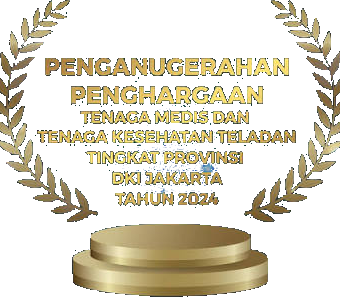 PENGANUGERAHAN
PENGHARGAAN
TENAGA MEDIS DAN
TENAGA KESEHATAN TELADAN
TINGKAT PROVINSI
DKI JAKARTA
TAHUN 2024